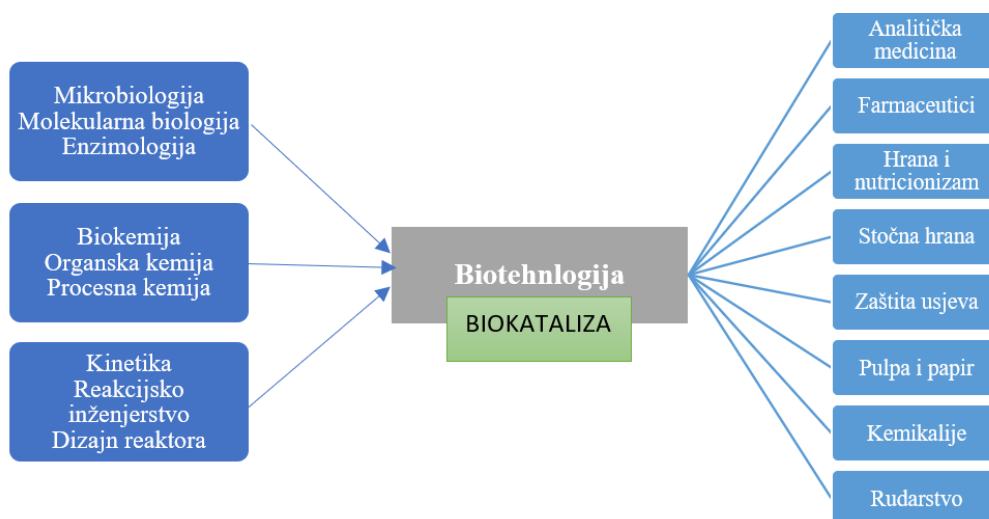 Mikrobiologija
Molekularna biologija
Enzimologija
Biokemija
Organska kemija
Procesna kemija
Kinetika
Reakcijsko
inženjerstvo
Dizajn reaktora
Biotehnlogija
BIOKATALIZA
Analitička
medicina
Farmaceutici
Hrana i
nutricionizam
Stočna hrana
Zaštita usjeva
Pulpa i papir
Kemikalije
Rudarstvo